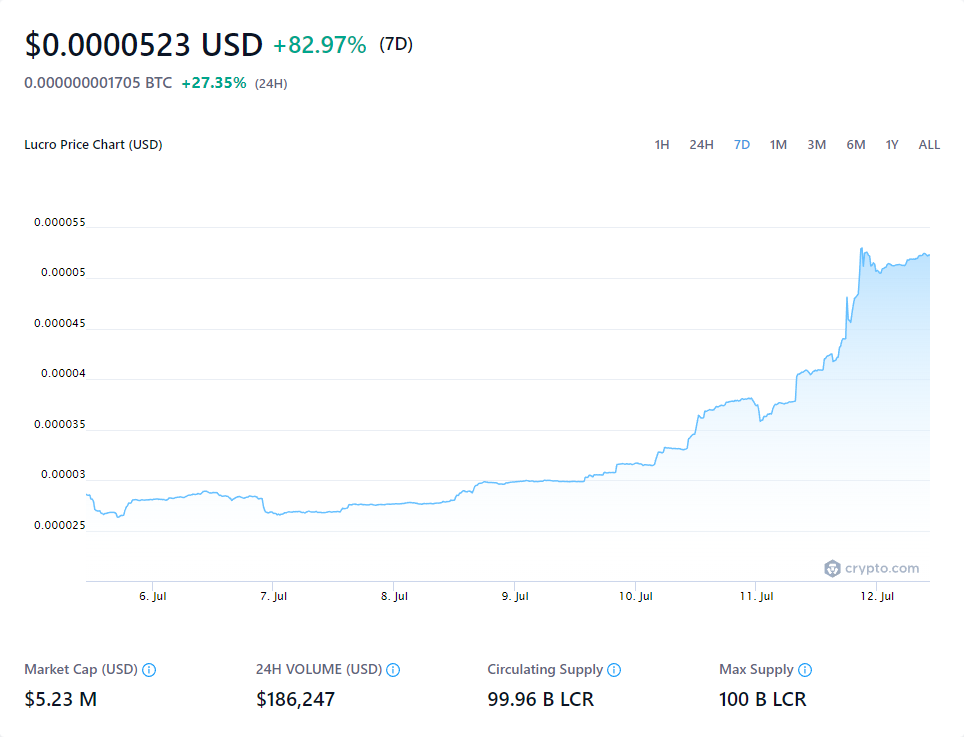 $0.0000523 USD +82.97% (7D)
0.000000001705 BTC +27.35% (24H)
Lucro Price Chart (USD) 1H 24H 7D 1M 3M 6M 1Y ALL
0.000055
0.00005
0.000045
0.00004
0.000035
0.00003
0.000025
crypto.com
6. Jul 7. Jul 8. Jul 9. Jul 10. Jul 11. Jul 12. Jul
Market Cap (USD) 24H VOLUME (USD) Circulating Supply Max Supply
$5.23 M $186,247 99.96 B LCR 100 B LCR